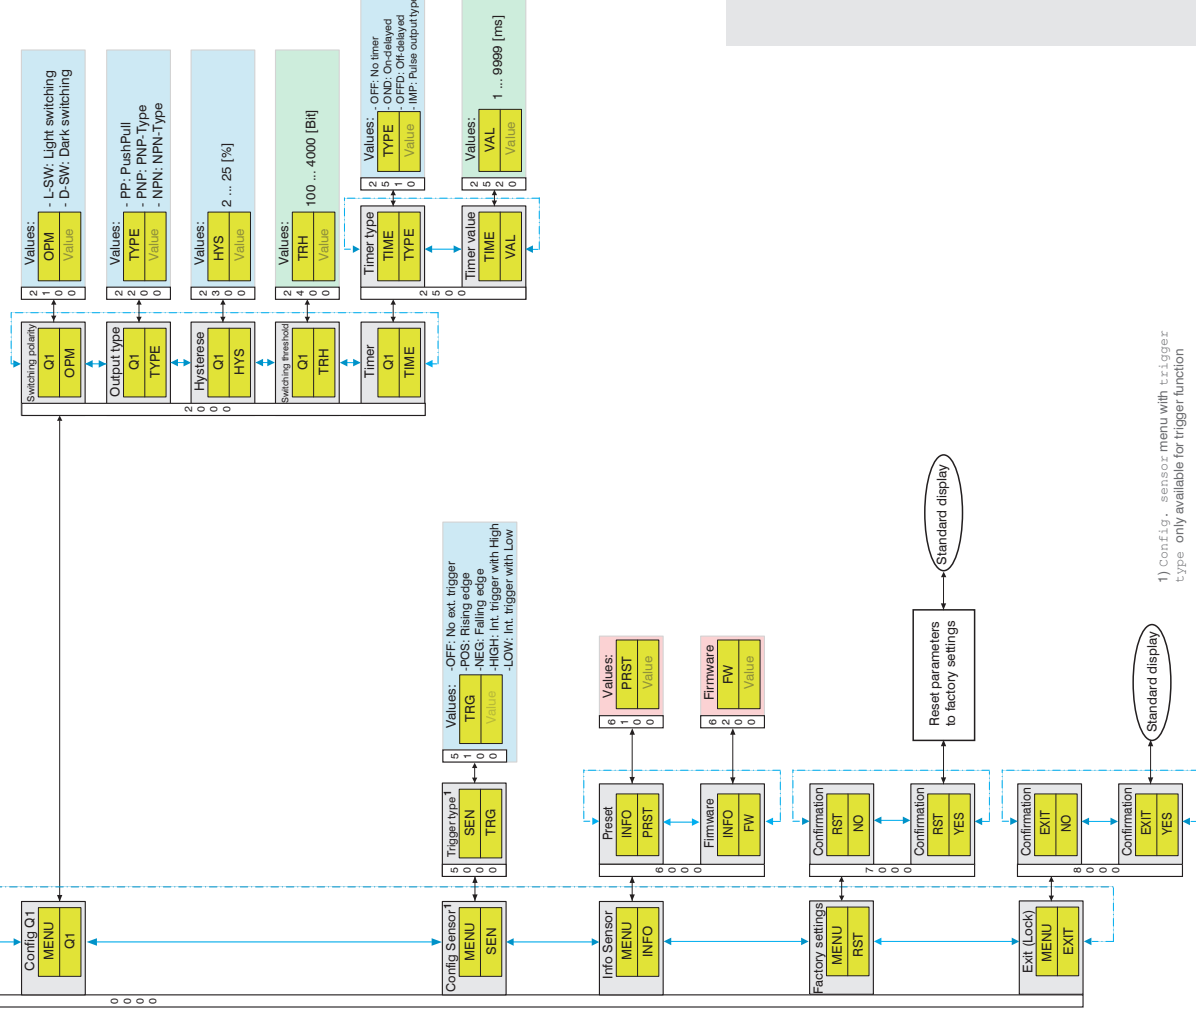 Config Q1
MENU
Q1
Config Sensor1
MENU
SEN
Info Sensor
MENU
INFO
Factory settings
MENU
RST
Exit (Lock)
MENU
EXIT
0 0 0 0
2 0 0 0
Switching polarity
Q1
OPM
Output type
Q1
TYPE
Hysterese
Q1
HYS
Switching threshold
Q1
TRH
Timer
Q1
TIME
2 1 0 0
Values:
OPM
Value
- L-SW: Light switching
- D-SW: Dark switching
2 2 0 0
Values:
TYPE
Value
- PP: PushPull
- PNP: PNP-Type
- NPN: NPN-Type
2 3 0 0
Values:
HYS
Value
2 ... 25 [%]
2 4 0 0
Values:
TRH
Value
100 ... 4000 [Bit]
2 5 0 0
Timer type
TIME
TYPE
Timer value
TIME
VAL
2 5 1 0
Values:
TYPE
Value
- OFF: No timer
- OND: On-delayed
- OFFD: Off-delayed
- IMP: Pulse output type
2 5 2 0
Values:
VAL
Value
1 ... 9999 [ms]
5 0 0 0
Trigger type1
SEN
TRG
5 1 0 0
Values:
TRG
Value
-OFF: No ext. trigger
-POS: Rising edge
-NEG: Falling edge
-HIGH: Int. trigger with High
-LOW: Int. trigger with Low
6 0 0 0
Preset
INFO
PRST
Firmware
INFO
FW
6 1 0 0
Values:
PRST
Value
6 2 0 0
Firmware
FW
Value
7 0 0 0
Confirmation
RST
NO
Confirmation
RST
YES
Reset parameters
to factory settings
Standard display
8 0 0 0
Confirmation
EXIT
NO
Confirmation
EXIT
YES
Standard display
1) Config. sensor menu with trigger
type only available for trigger function